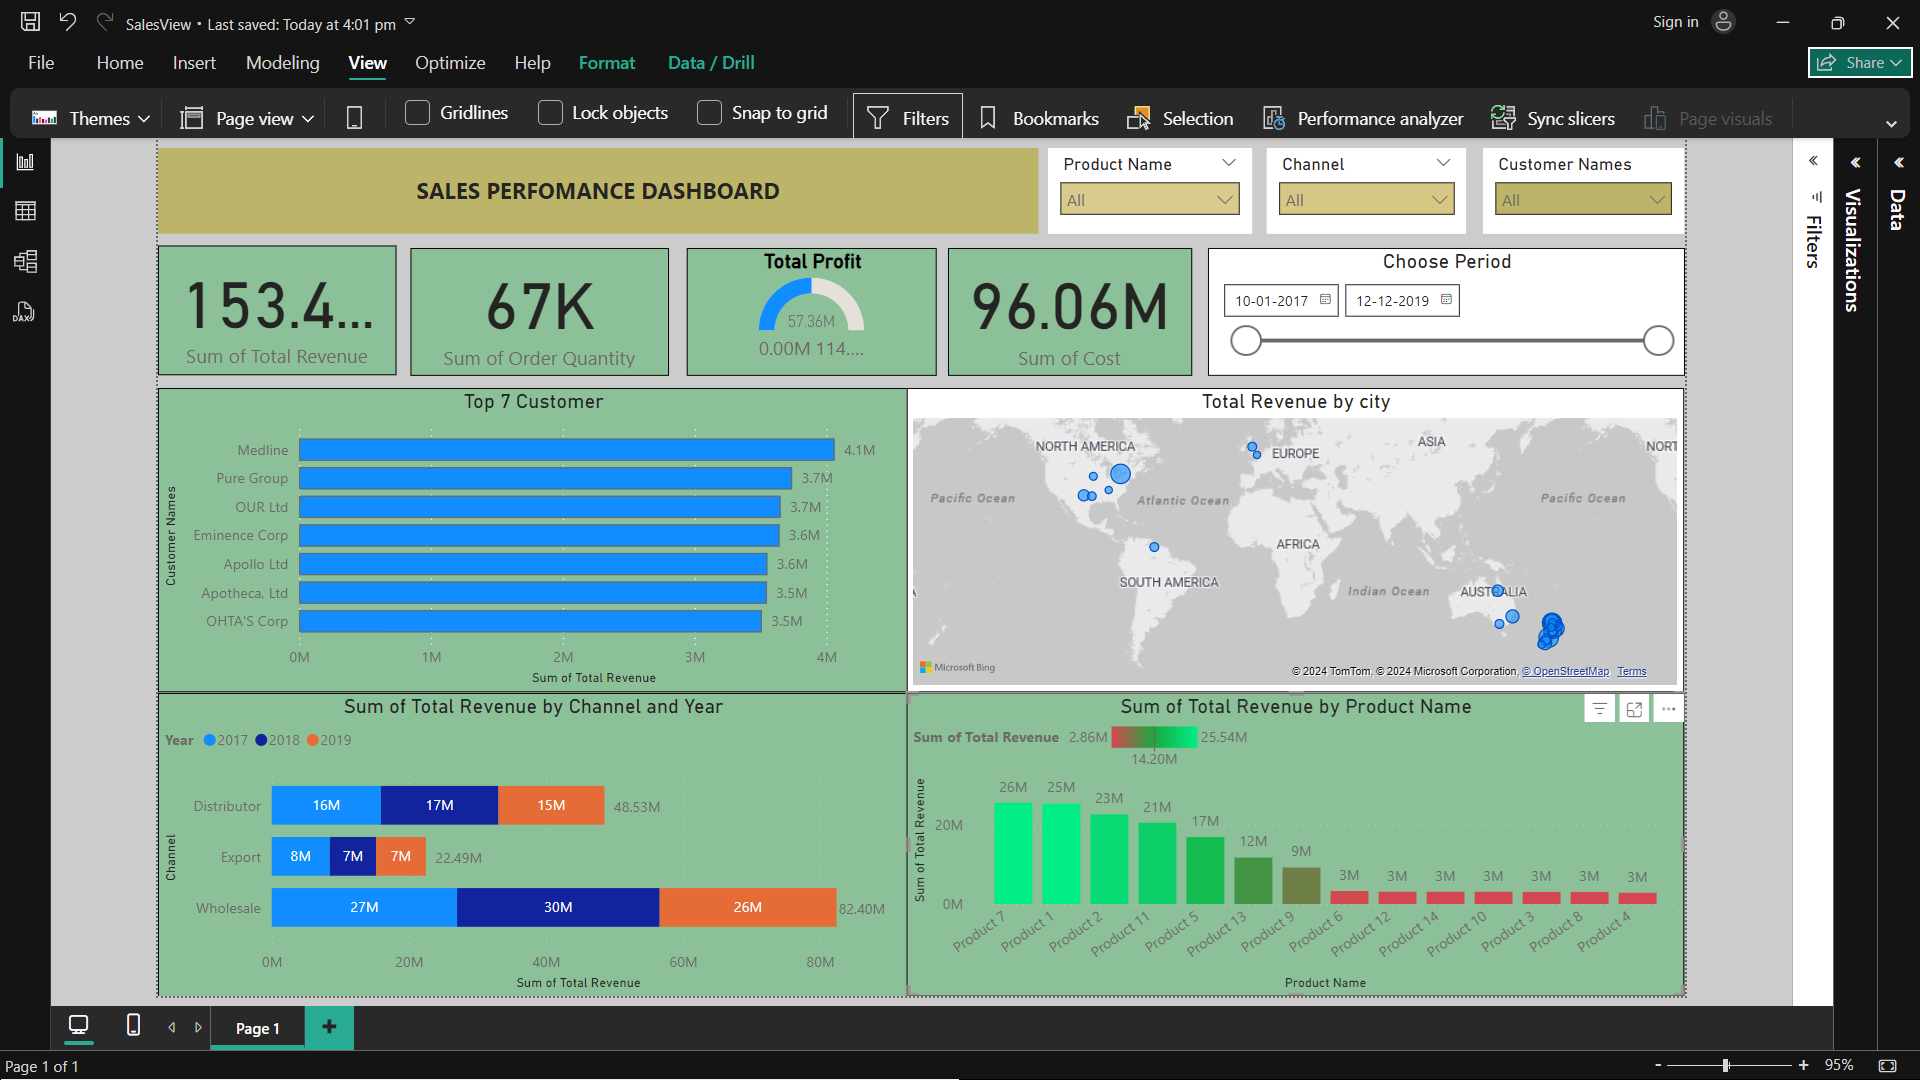 SalesView • Last saved: Today at 4:01 pm
Sign in
File Home Insert Modeling View Optimize Help Format Data / Drill
Share
Themes Page view Gridlines Lock objects Snap to grid Filters Bookmarks Selection Performance analyzer Sync slicers Page visuals
SALES PERFOMANCE DASHBOARD
Product Name
All
Channel
All
Customer Names
All
153.4...
Sum of Total Revenue
67K
Sum of Order Quantity
Total Profit
57.36M
0.00M 114....
96.06M
Sum of Cost
Choose Period
10-01-2017 12-12-2019
Top 7 Customer
Customer Names
Medline 4.1M
Pure Group 3.7M
OUR Ltd 3.7M
Eminence Corp 3.6M
Apollo Ltd 3.6M
Apotheca, Ltd 3.5M
OHTA'S Corp 3.5M
0M 1M 2M 3M 4M
Sum of Total Revenue
Total Revenue by city
NORTH AMERICA
EUROPE
ASIA
NORT
Pacific Ocean
Atlantic Ocean
Pacific Ocean
AFRICA
SOUTH AMERICA
Indian Ocean
AUSTRALIA
Microsoft Bing
© 2024 TomTom, © 2024 Microsoft Corporation, © OpenStreetMap Terms
Sum of Total Revenue by Channel and Year
Year 2017 2018 2019
Channel
Distributor 16M 17M 15M 48.53M
Export 8M 7M 7M 22.49M
Wholesale 27M 30M 26M 82.40M
0M 20M 40M 60M 80M
Sum of Total Revenue
Sum of Total Revenue by Product Name
Sum of Total Revenue 2.86M 25.54M
14.20M
Sum of Total Revenue
20M
0M
26M 25M 23M 21M 17M 12M 9M 3M 3M 3M 3M 3M 3M 3M
Product 7 Product 1 Product 2 Product 11 Product 5 Product 13 Product 9 Product 6 Product 12 Product 14 Product 10 Product 3 Product 8 Product 4
Product Name
Filters
Visualizations
Data
DAX
Page 1
Page 1 of 1
- + 95%